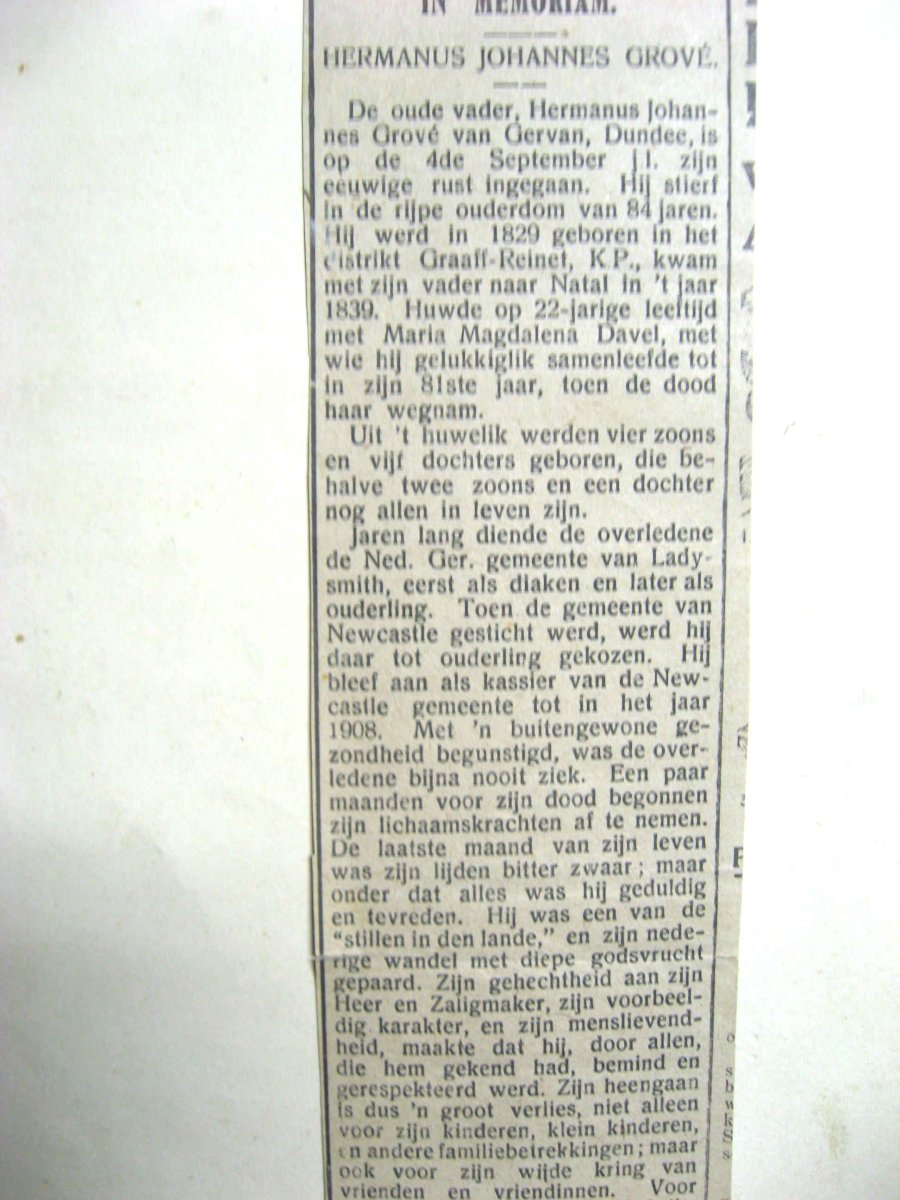 IN MEMORIAM.
HERMANUS JOHANNES GROVÉ.
De oude vader, Hermanus Johan-
nes Grové van Gervan, Dundee, is
op de 4de September jl. zijn
eeuwige rust ingegaan. Hij stierf
in de rijpe ouderdom van 84 jaren.
Hij werd in 1829 geboren in het
distrikt Graaff-Reinet, K.P., kwam
met zijn vader naar Natal in 't jaar
1839. Huwde op 22-jarige leeftijd
met Maria Magdalena Davel, met
wie hij gelukkiglik samenleefde tot
in zijn 81ste jaar, toen de dood
haar wegnam.
Uit 't huwelik werden vier zoons
en vijf dochters geboren, die be-
halve twee zoons en een dochter
nog allen in leven zijn.
Jaren lang diende de overledene
de Ned. Ger. gemeente van Lady-
smith, eerst als diaken en later als
ouderling. Toen de gemeente van
Newcastle gesticht werd, werd hij
daar tot ouderling gekozen. Hij
bleef aan als kassier van de New-
castle gemeente tot in het jaar
1908. Met 'n buitengewone ge-
zondheid begunstigd, was de over-
ledene bijna nooit ziek. Een paar
maanden voor zijn dood begonnen
zijn lichaamskrachten af te nemen.
De laatste maand van zijn leven
was zijn lijden bitter zwaar; maar
onder dat alles was hij geduldig
en tevreden. Hij was een van de
"stillen in den lande," en zijn nede-
rige wandel met diepe godsvrucht
gepaard. Zijn gehechtheid aan zijn
Heer en Zaligmaker, zijn voorbeel-
dig karakter, en zijn menslievend-
heid, maakte dat hij, door allen,
die hem gekend had, bemind en
gerespekteerd werd. Zijn heengaan
is dus 'n groot verlies, niet alleen
voor zijn kinderen, klein kinderen,
en andere familiebetrekkingen; maar
ook voor zijn wijde kring van
vrienden en vriendinnen. Voor